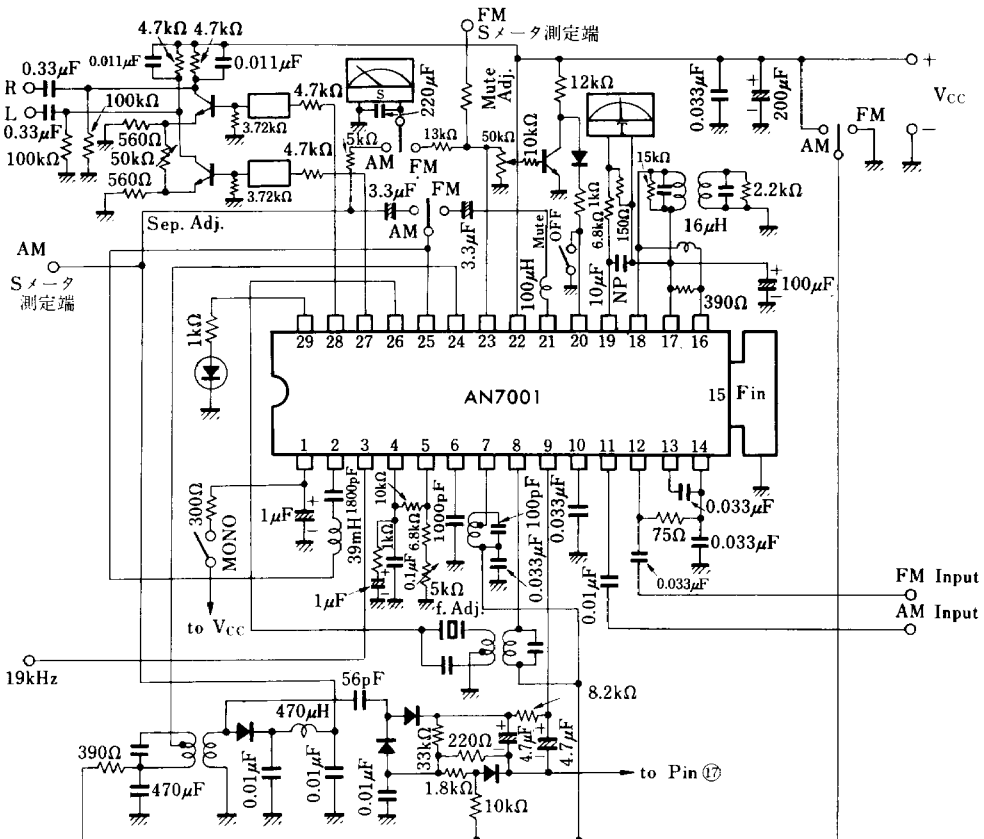 FM
Sメータ測定端
4.7kΩ 4.7kΩ
0.011μF
0.011μF
0.33μF
R
L
0.33μF
100kΩ
100kΩ
560Ω
50kΩ
560Ω
3.72kΩ
3.72kΩ
4.7kΩ
4.7kΩ
Sep. Adj.
S
220μF
5kΩ
AM
FM
13kΩ
Mute Adj.
50kΩ
10kΩ
12kΩ
3.3μF
FM
AM
3.3μF
100μH
Mute OFF
1kΩ
6.8kΩ
150Ω
10μF
NP
15kΩ
16μH
2.2kΩ
390Ω
100μF
+
-
0.033μF
200μF
+
-
FM
AM
+
VCC
-
AM
Sメータ
測定端
1kΩ
29 28 27 26 25 24 23 22 21 20 19 18 17 16
AN7001
15 Fin
1 2 3 4 5 6 7 8 9 10 11 12 13 14
300Ω
MONO
to VCC
1μF
+
-
1800pF
39mH
10kΩ
1kΩ
0.1μF
1μF
+
-
6.8kΩ
5kΩ
f. Adj.
1000pF
100pF
0.033μF
0.033μF
0.01μF
75Ω
0.033μF
0.033μF
0.033μF
FM Input
AM Input
19kHz
56pF
8.2kΩ
390Ω
470μF
0.01μF
470μH
0.01μF
0.01μF
33kΩ
220Ω
1.8kΩ
10kΩ
4.7μF
+
-
4.7μF
+
-
to Pin⑰